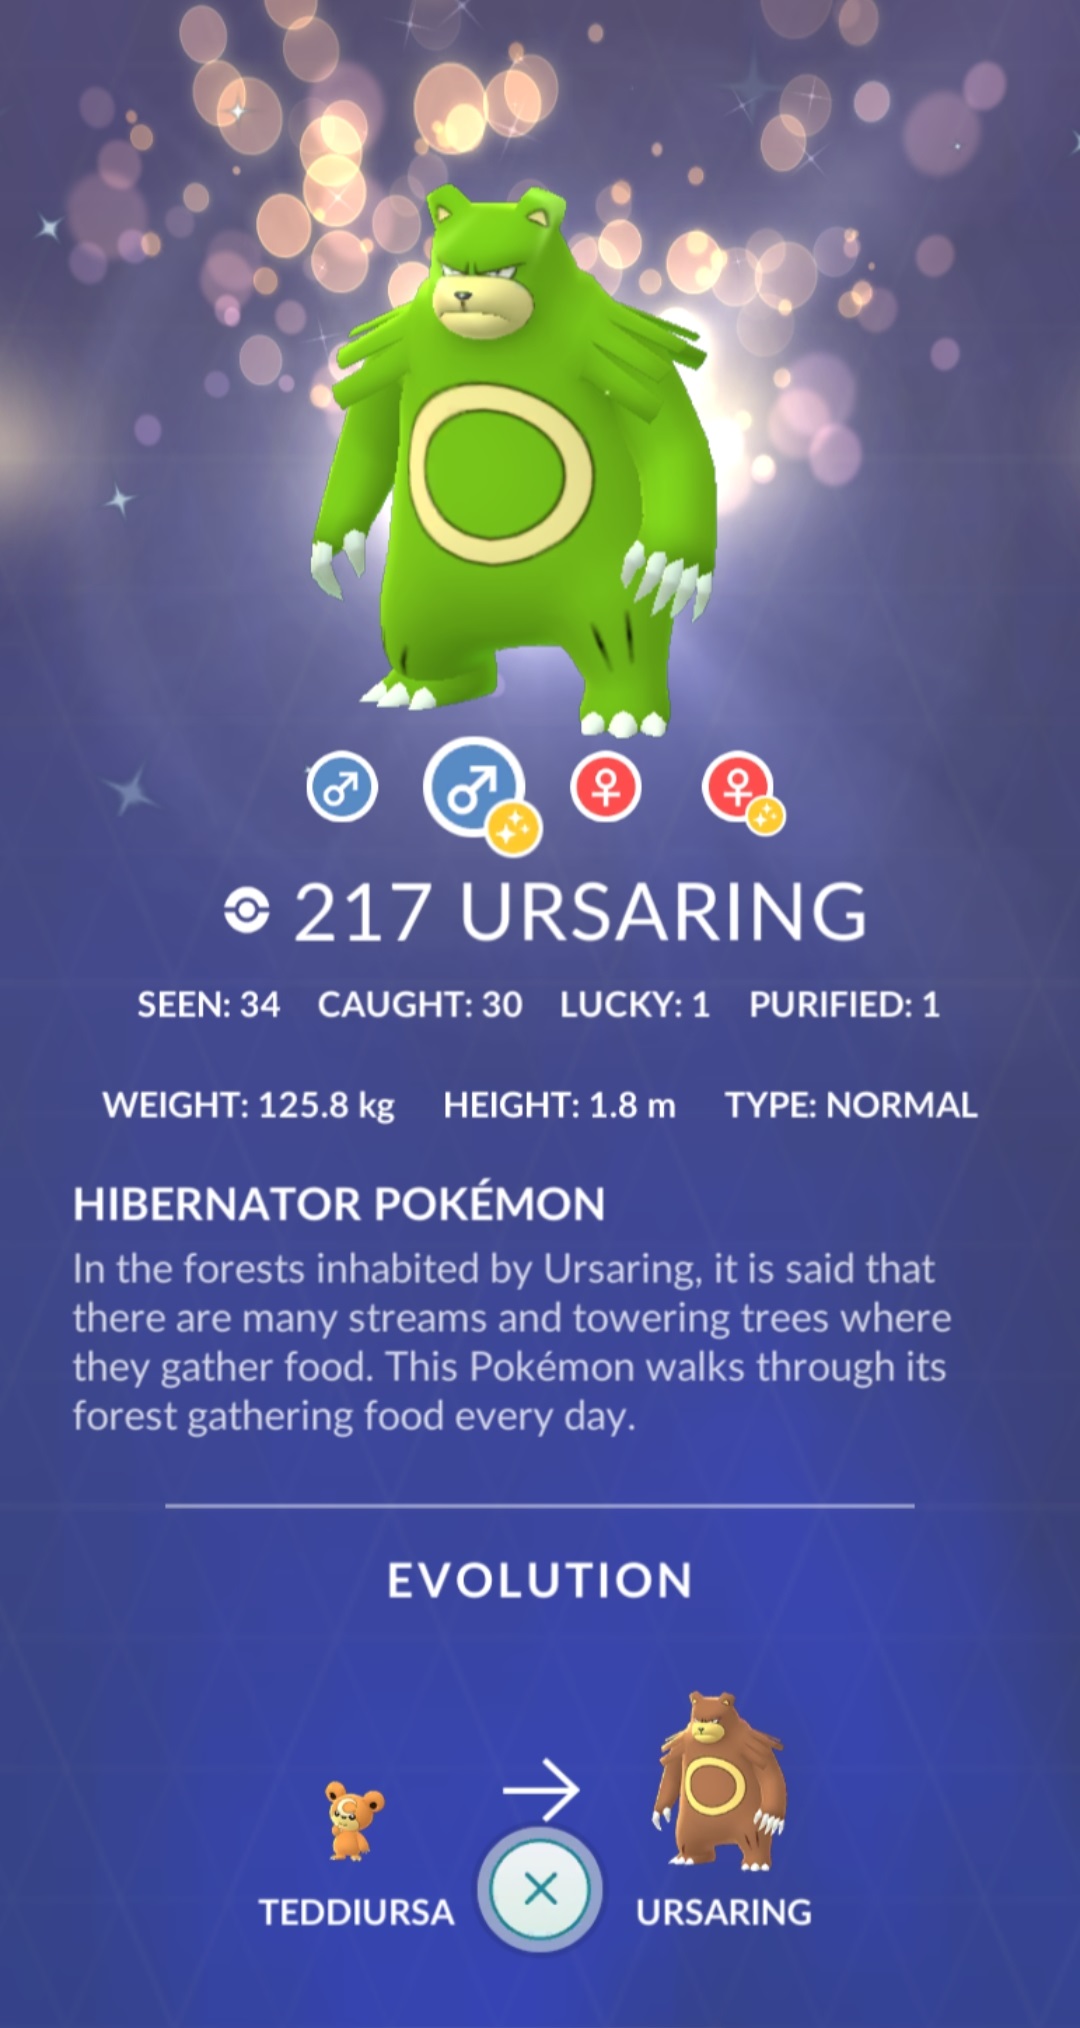 217 URSARING
SEEN: 34 CAUGHT: 30 LUCKY: 1 PURIFIED: 1
WEIGHT: 125.8 kg HEIGHT: 1.8 m TYPE: NORMAL
HIBERNATOR POKÉMON
In the forests inhabited by Ursaring, it is said that
there are many streams and towering trees where
they gather food. This Pokémon walks through its
forest gathering food every day.
EVOLUTION
TEDDIURSA URSARING